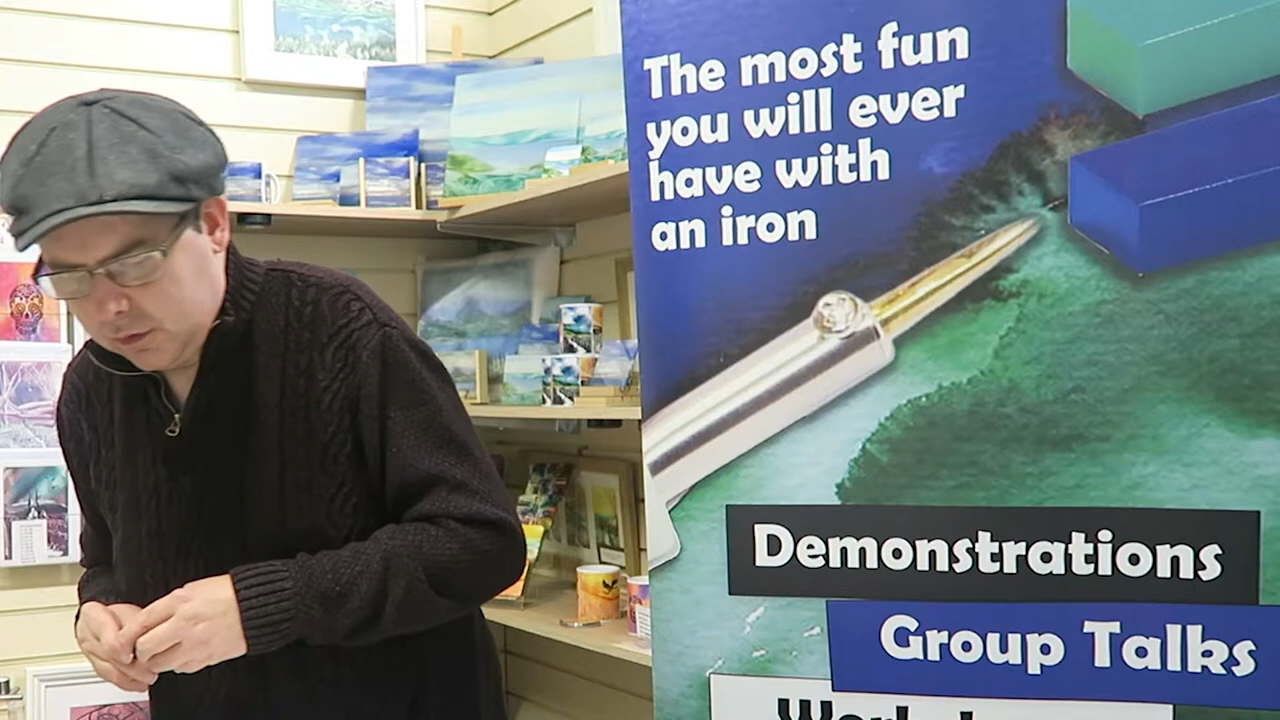 The most fun
you will ever
have with
an iron
Demonstrations
Group Talks